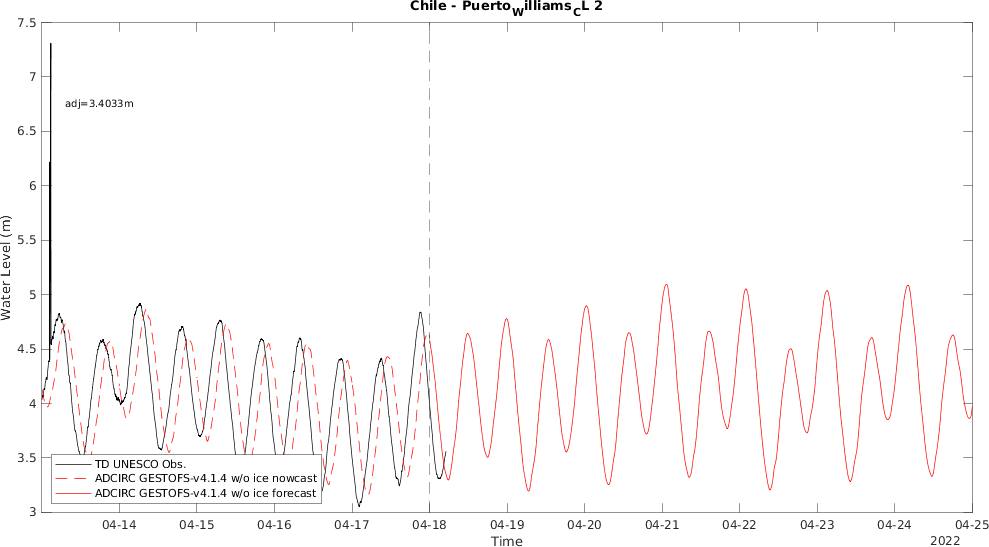 Chile - Puerto_Williams_CL 2
7.5
7
6.5
6
5.5
5
4.5
4
3.5
3
Water Level (m)
adj=3.4033m
TD UNESCO Obs.
ADCIRC GESTOFS-v4.1.4 w/o ice nowcast
ADCIRC GESTOFS-v4.1.4 w/o ice forecast
04-14 04-15 04-16 04-17 04-18 04-19 04-20 04-21 04-22 04-23 04-24 04-25
Time
2022